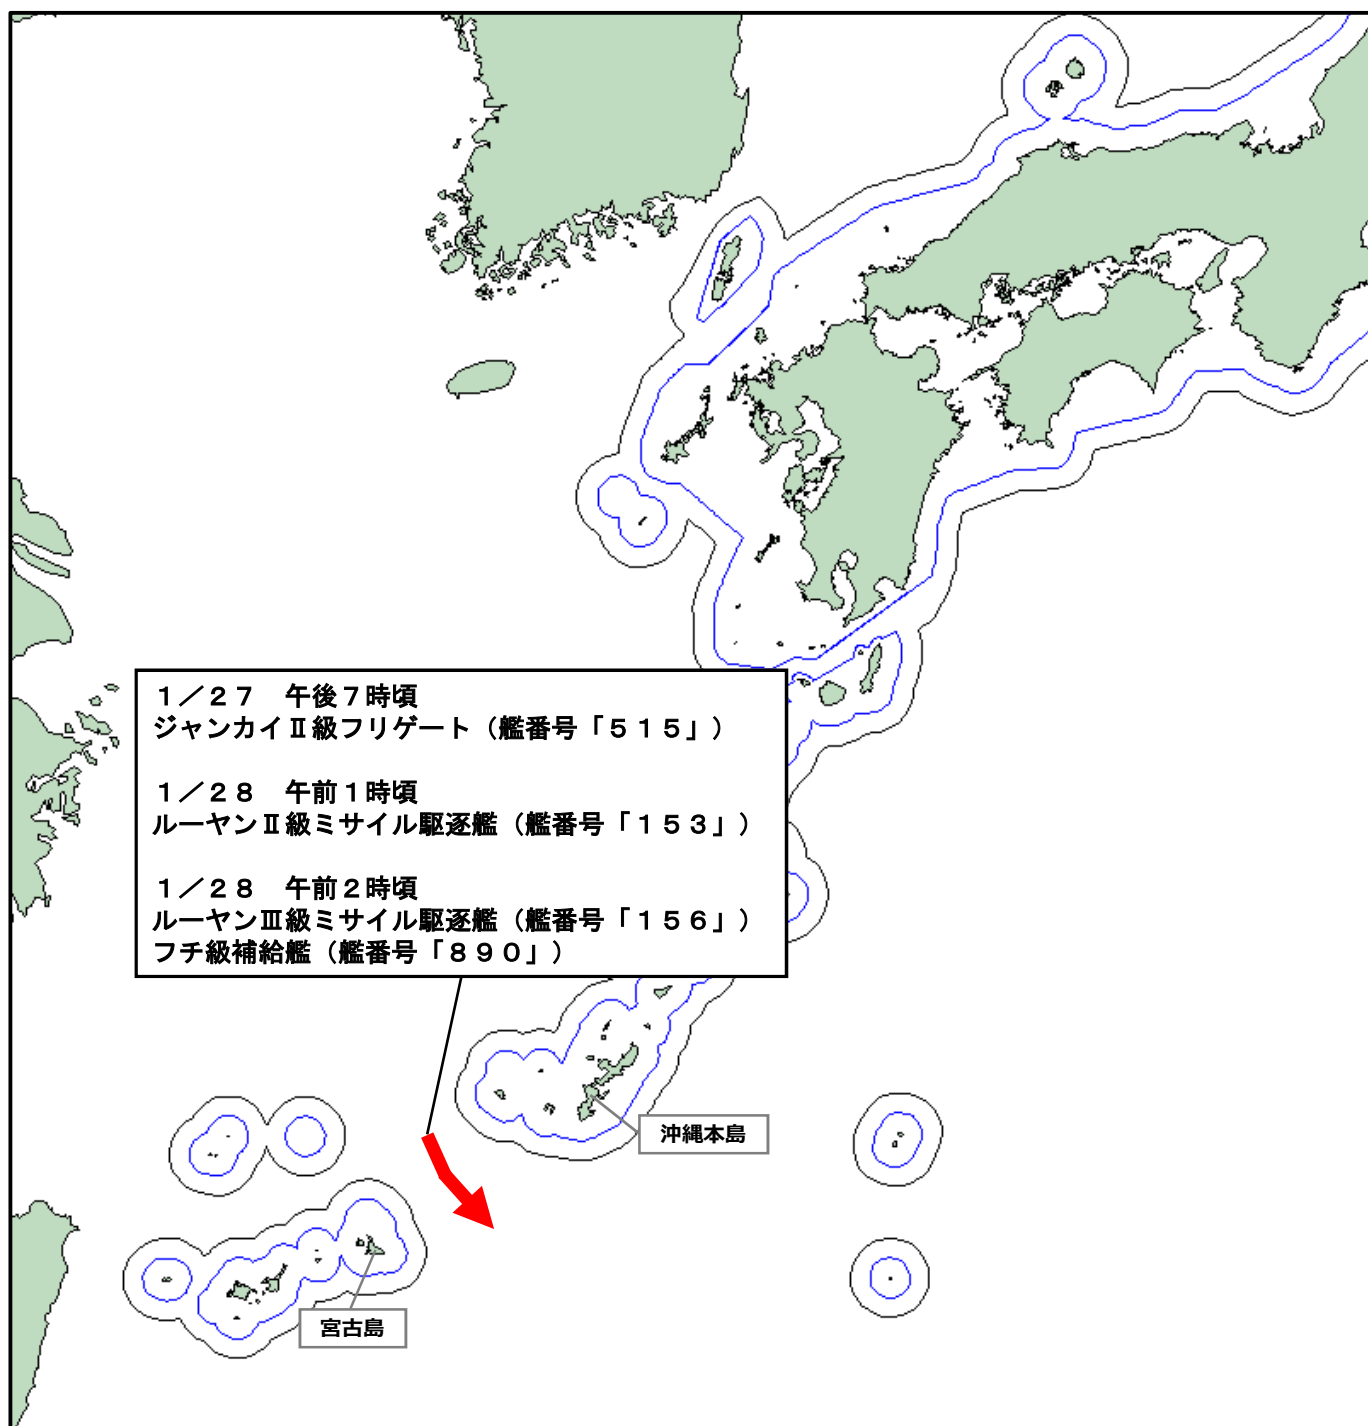 １／２７　午後７時頃
ジャンカイⅡ級フリゲート（艦番号「５１５」）
１／２８　午前１時頃
ルーヤンⅡ級ミサイル駆逐艦（艦番号「１５３」）
１／２８　午前２時頃
ルーヤンⅢ級ミサイル駆逐艦（艦番号「１５６」）
フチ級補給艦（艦番号「８９０」）
沖縄本島
宮古島